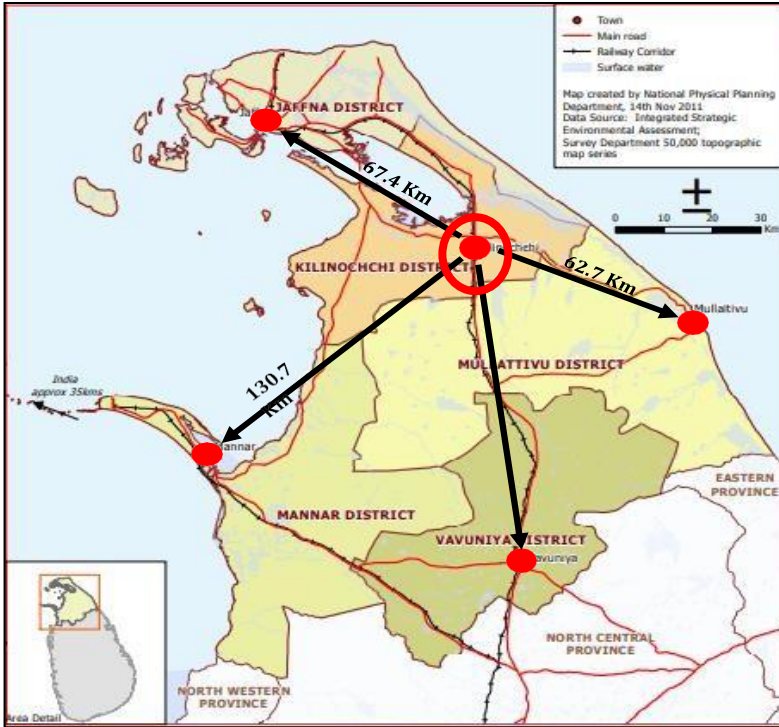 Town
Main road
Railway Corridor
Surface water
Map created by National Physical Planning
Department, 14th Nov 2011
Data Source: Integrated Strategic
Environmental Assessment;
Survey Department 50,000 topographic
map series
0 10 20 30
Km
JAFFNA DISTRICT
67.4 Km
KILINOCHCHI DISTRICT
62.7 Km
Mullaitivu
MULLATTIVU DISTRICT
130.7
Km
India
approx 35kms
EASTERN
PROVINCE
MANNAR DISTRICT
VAVUNIYA DISTRICT
NORTH CENTRAL
PROVINCE
NORTH WESTERN
PROVINCE
Area Detail